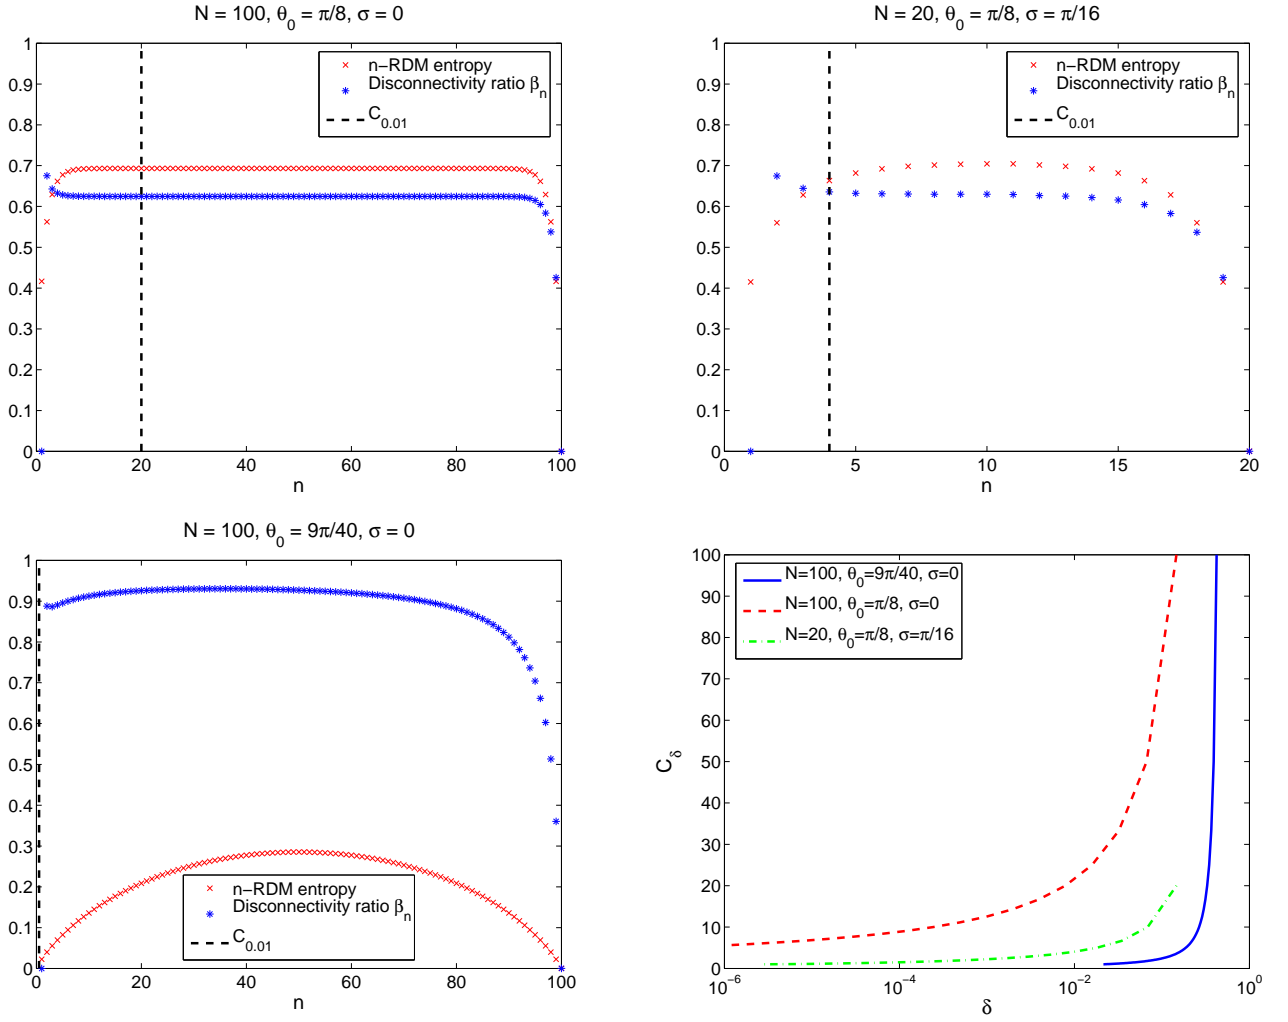 N = 100, θ0 = π/8, σ = 0
1
0.9
0.8
0.7
0.6
0.5
0.4
0.3
0.2
0.1
0
n−RDM entropy
Disconnectivity ratio βn
C0.01
0 20 40 60 80 100
n
N = 20, θ0 = π/8, σ = π/16
1
0.9
0.8
0.7
0.6
0.5
0.4
0.3
0.2
0.1
0
n−RDM entropy
Disconnectivity ratio βn
C0.01
0 5 10 15 20
n
N = 100, θ0 = 9π/40, σ = 0
1
0.9
0.8
0.7
0.6
0.5
0.4
0.3
0.2
0.1
0
n−RDM entropy
Disconnectivity ratio βn
C0.01
0 20 40 60 80 100
n
100
90
80
70
60
50
40
30
20
10
0
Cδ
N=100, θ0=9π/40, σ=0
N=100, θ0=π/8, σ=0
N=20, θ0=π/8, σ=π/16
10−6 10−4 10−2 100
δ